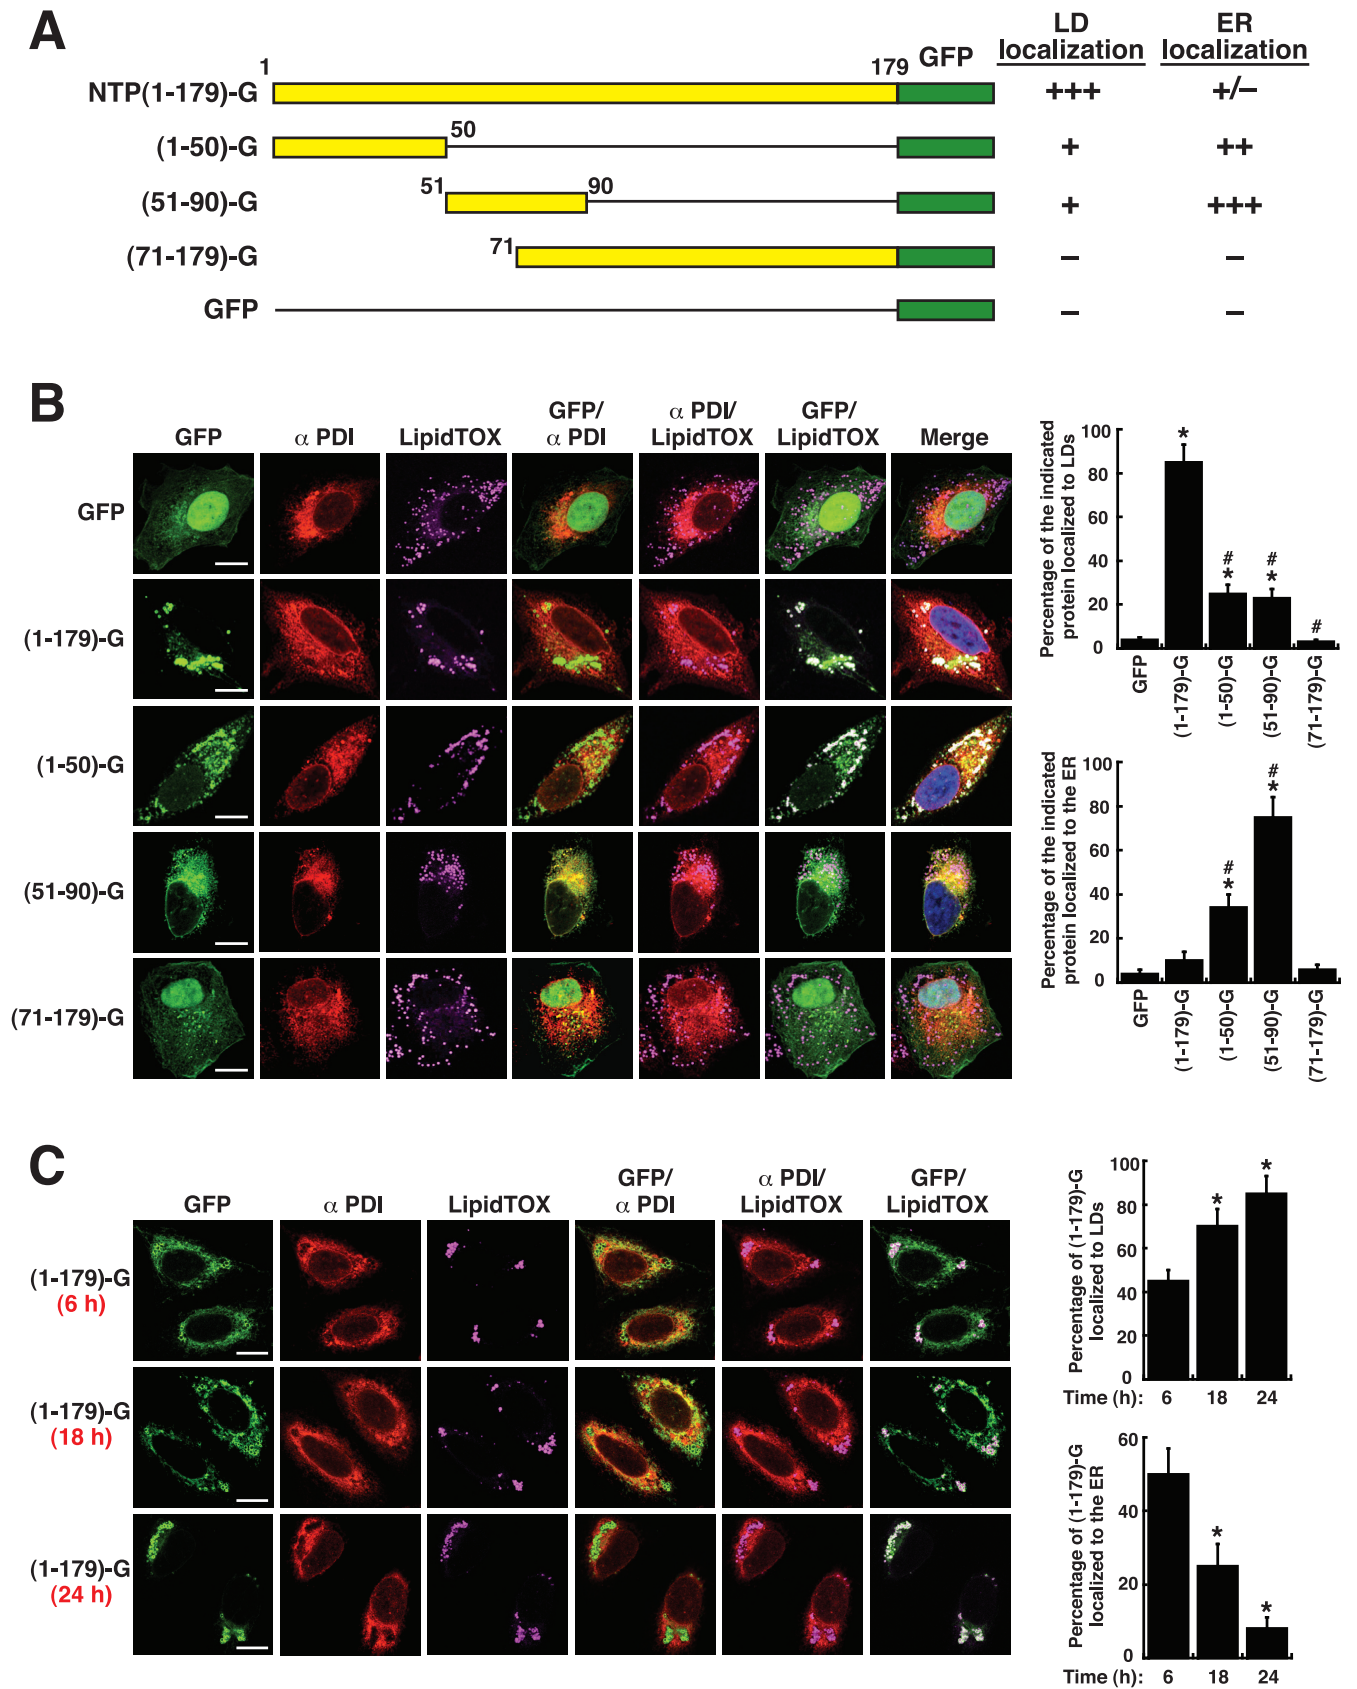 A
LD localization
ER localization
GFP
1
179
NTP(1-179)-G
+++
+/–
50
(1-50)-G
+
++
51
90
(51-90)-G
+
+++
71
(71-179)-G
–
–
GFP
–
–
B
GFP
α PDI
LipidTOX
GFP/
α PDI
α PDI/
LipidTOX
GFP/
LipidTOX
Merge
GFP
(1-179)-G
(1-50)-G
(51-90)-G
(71-179)-G
Percentage of the indicated
protein localized to LDs
100
80
60
40
20
0
*
#
*
#
*
#
GFP
(1-179)-G
(1-50)-G
(51-90)-G
(71-179)-G
Percentage of the indicated
protein localized to the ER
100
80
60
40
20
0
#
*
#
*
GFP
(1-179)-G
(1-50)-G
(51-90)-G
(71-179)-G
C
GFP
α PDI
LipidTOX
GFP/
α PDI
α PDI/
LipidTOX
GFP/
LipidTOX
(1-179)-G
(6 h)
(1-179)-G
(18 h)
(1-179)-G
(24 h)
Percentage of (1-179)-G
localized to LDs
100
80
60
40
20
0
*
*
Time (h): 6 18 24
Percentage of (1-179)-G
localized to the ER
60
40
20
0
*
*
Time (h): 6 18 24